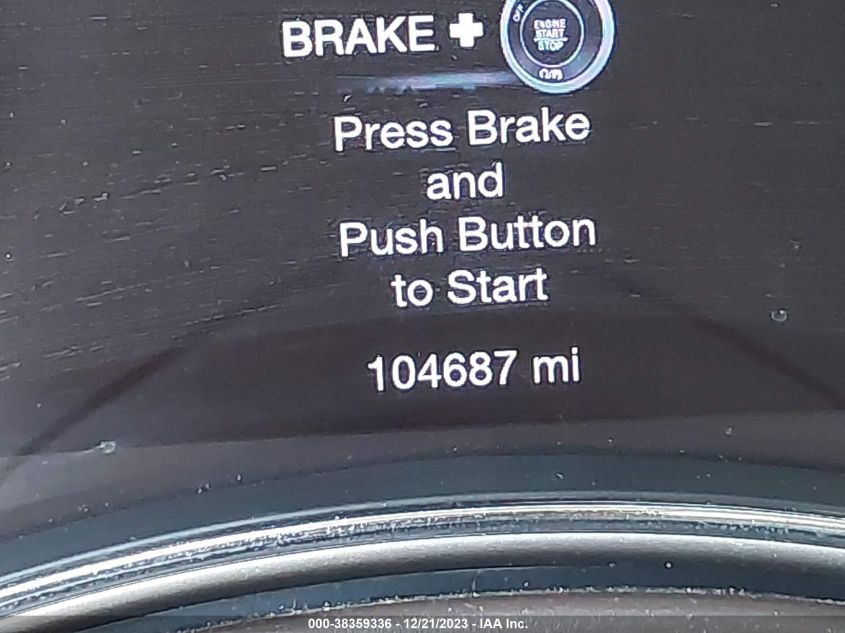 BRAKE +
OFF
ENGINE
START
STOP
Press Brake
and
Push Button
to Start
104687 mi
000-38359336 - 12/21/2023 - IAA Inc.